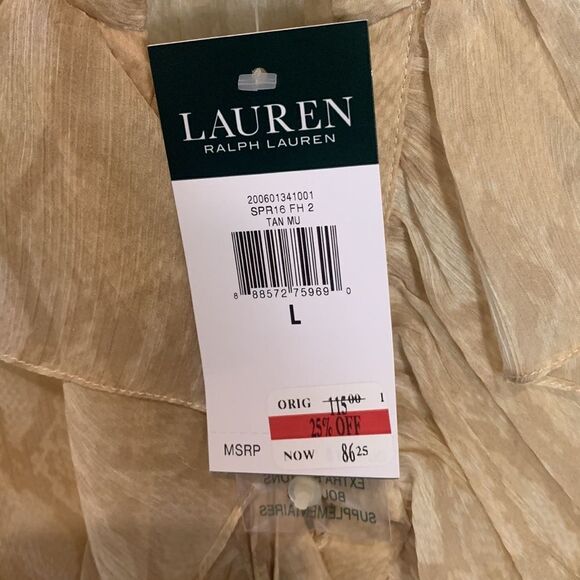 LAUREN
RALPH LAUREN
200601341001
SPR16 FH 2
TAN MU
8 88572 75969 0
L
ORIG 115.00 1
25% OFF
MSRP NOW 86.25
EXTRA BUTTONS
BOUTONS
SUPPLEMENTAIRES